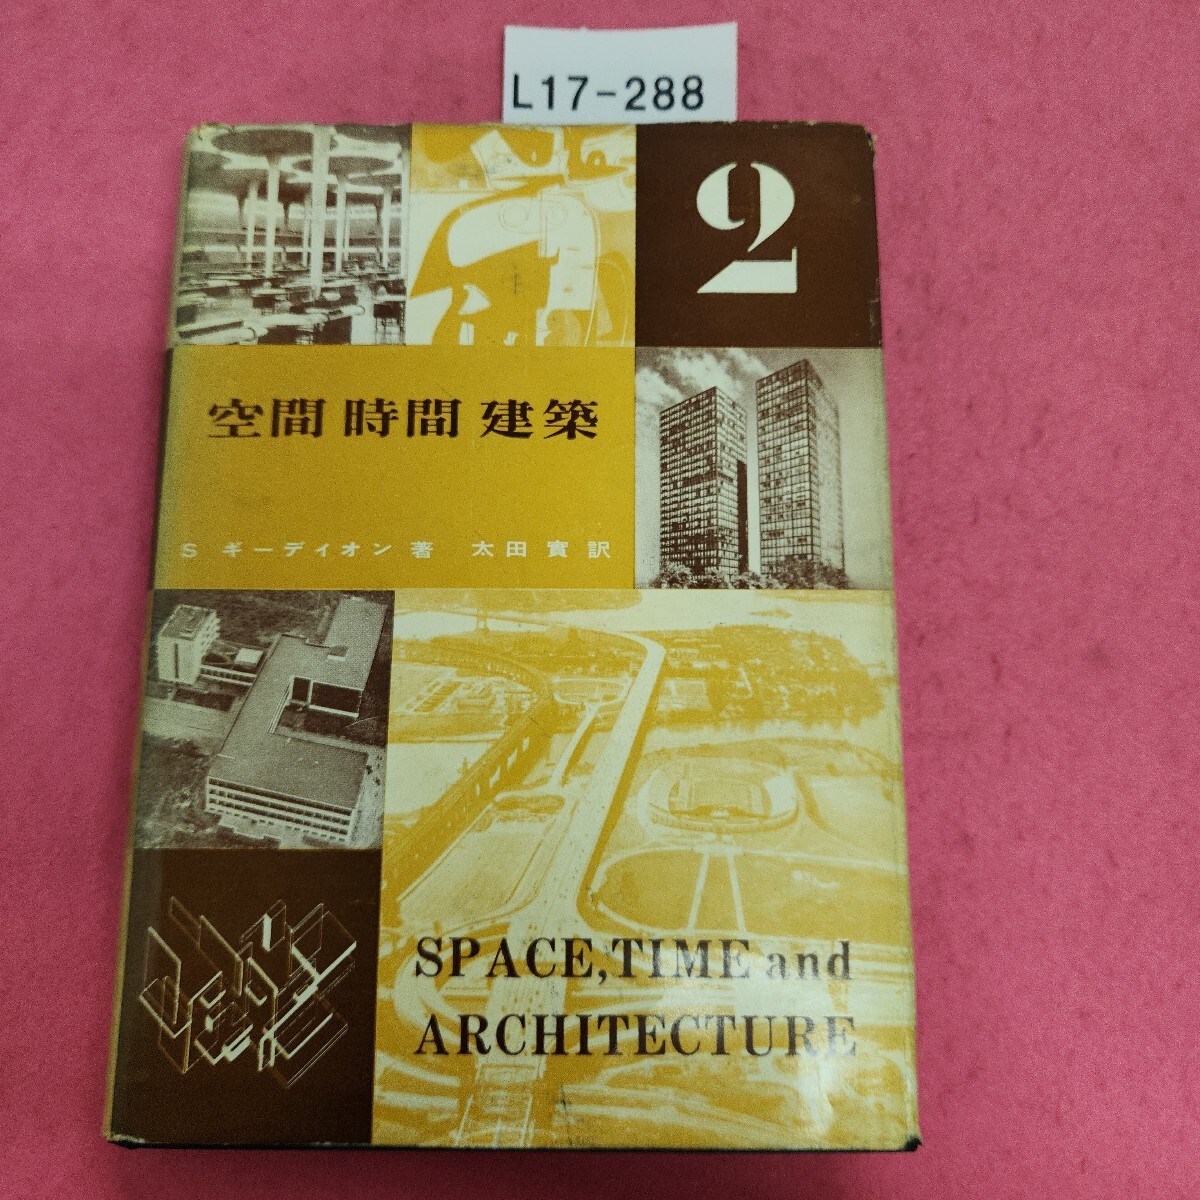 L17-288
2
空間 時間 建築
S ギーディオン 著 太田 實 訳
SPACE, TIME and
ARCHITECTURE